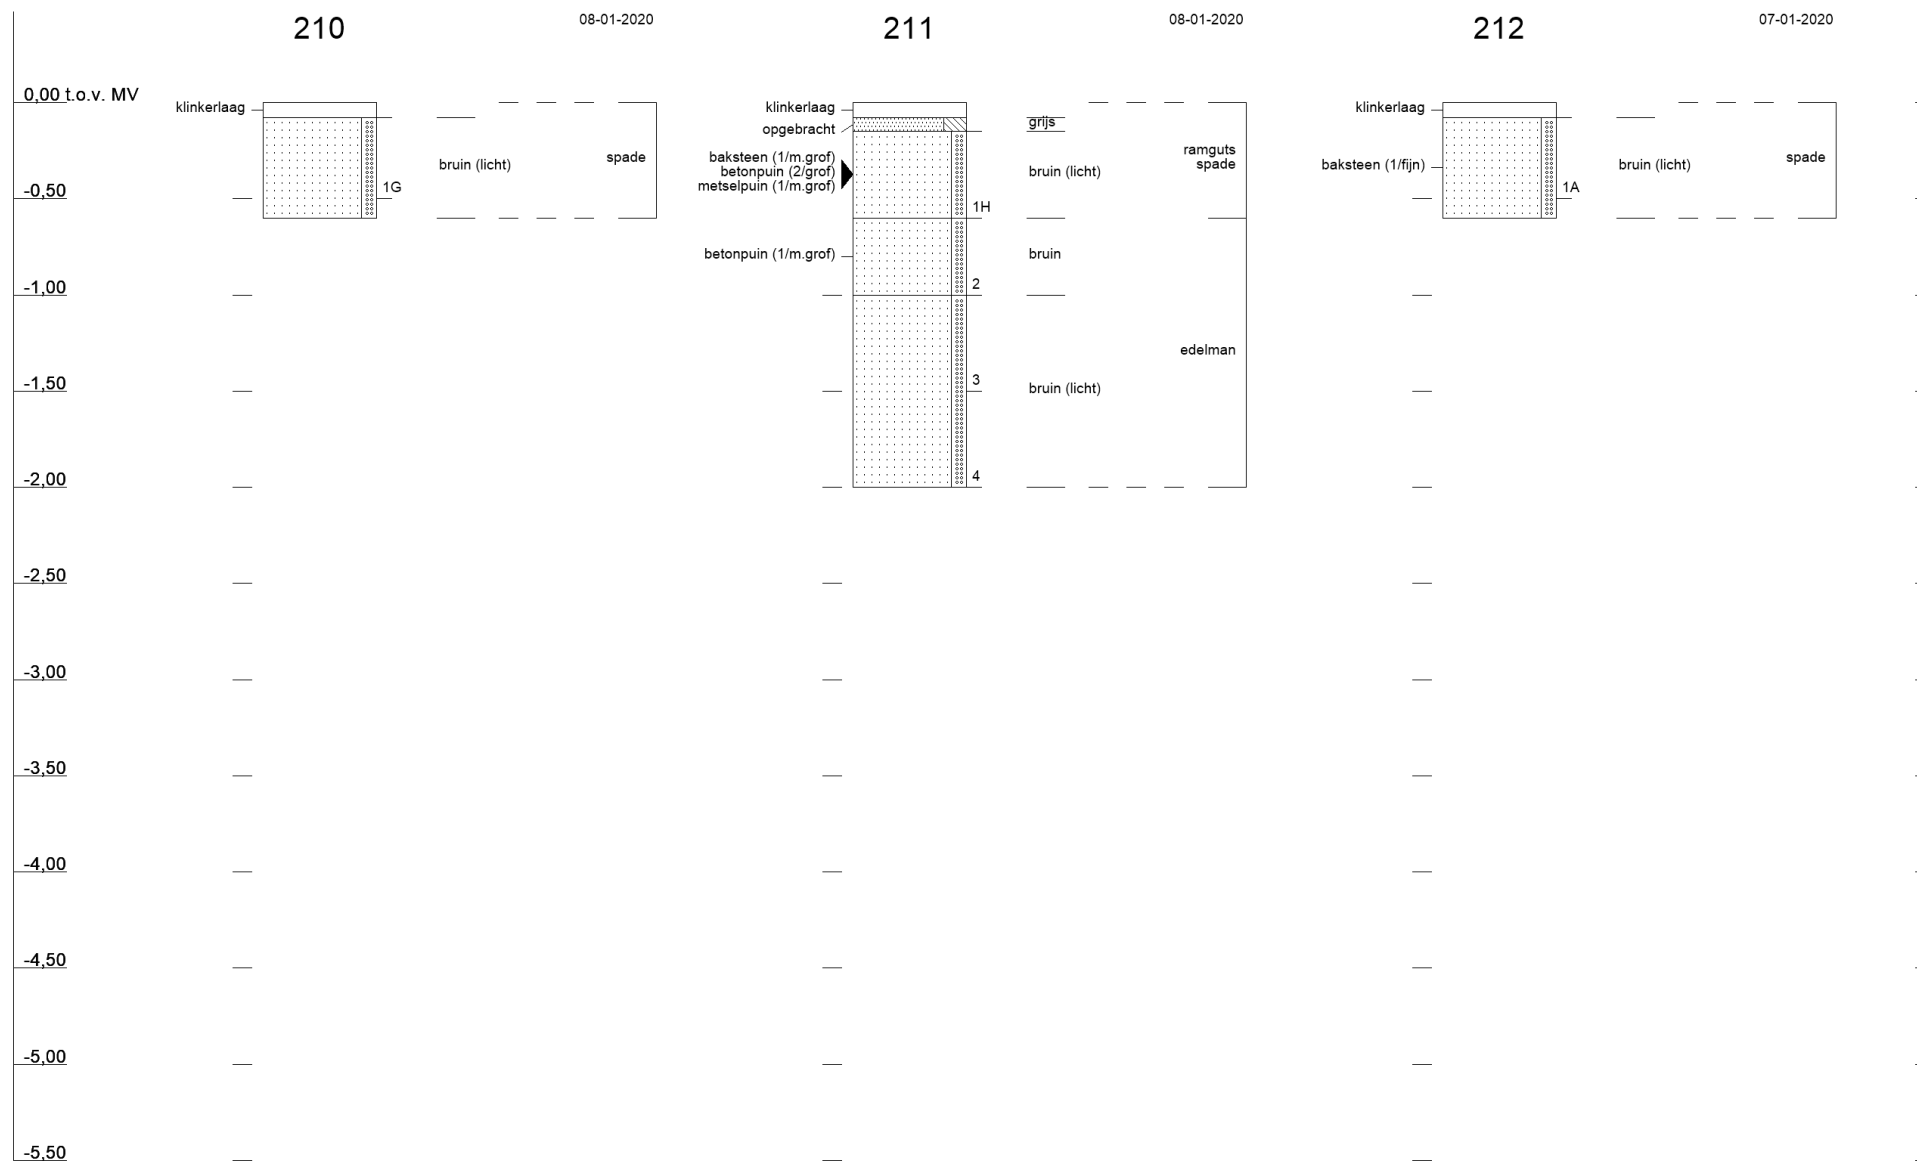 210
08-01-2020
211
08-01-2020
212
07-01-2020
0,00 t.o.v. MV
-0,50
-1,00
-1,50
-2,00
-2,50
-3,00
-3,50
-4,00
-4,50
-5,00
-5,50
klinkerlaag
1G
bruin (licht)
spade
klinkerlaag
opgebracht
baksteen (1/m.grof)
betonpuin (2/grof)
metselpuin (1/m.grof)
betonpuin (1/m.grof)
1H
2
3
4
grijs
bruin (licht)
bruin
bruin (licht)
ramguts
spade
edelman
klinkerlaag
baksteen (1/fijn)
1A
bruin (licht)
spade